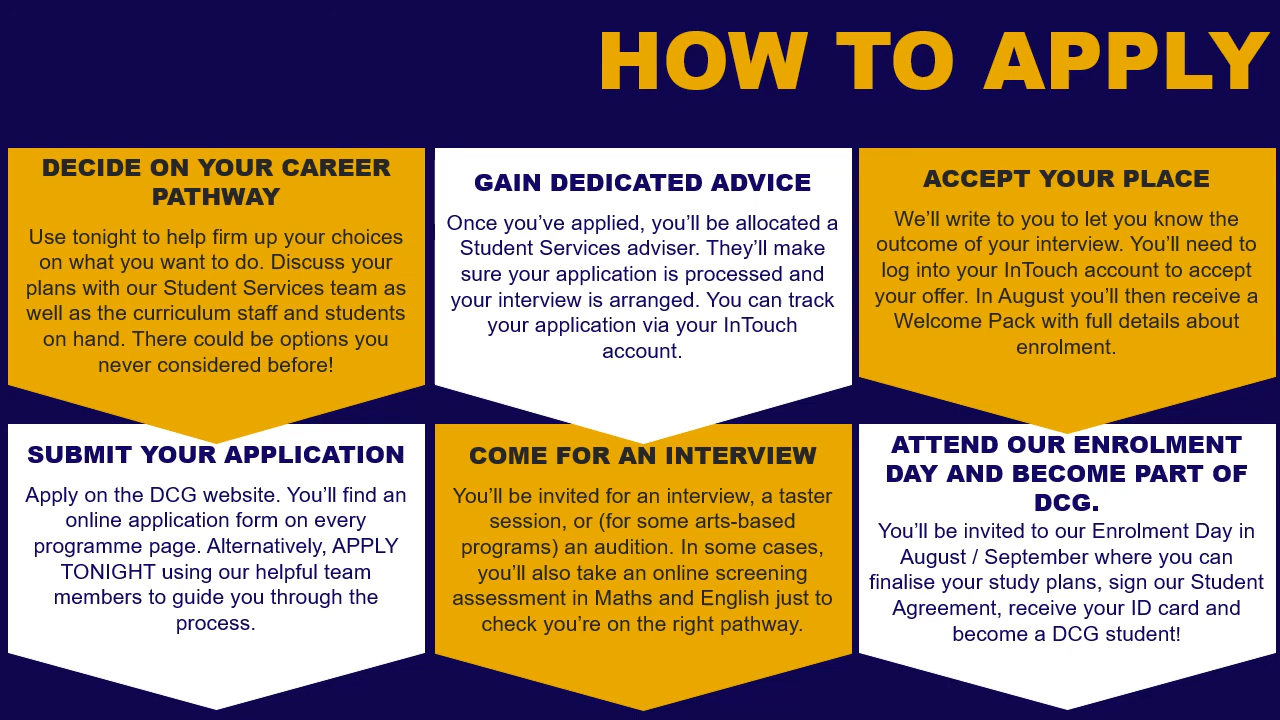 HOW TO APPLY
DECIDE ON YOUR CAREER
PATHWAY
Use tonight to help firm up your choices
on what you want to do. Discuss your
plans with our Student Services team as
well as the curriculum staff and students
on hand. There could be options you
never considered before!
SUBMIT YOUR APPLICATION
Apply on the DCG website. You’ll find an
online application form on every
programme page. Alternatively, APPLY
TONIGHT using our helpful team
members to guide you through the
process.
GAIN DEDICATED ADVICE
Once you’ve applied, you’ll be allocated a
Student Services adviser. They’ll make
sure your application is processed and
your interview is arranged. You can track
your application via your InTouch
account.
COME FOR AN INTERVIEW
You’ll be invited for an interview, a taster
session, or (for some arts-based
programs) an audition. In some cases,
you’ll also take an online screening
assessment in Maths and English just to
check you’re on the right pathway.
ACCEPT YOUR PLACE
We’ll write to you to let you know the
outcome of your interview. You’ll need to
log into your InTouch account to accept
your offer. In August you’ll then receive a
Welcome Pack with full details about
enrolment.
ATTEND OUR ENROLMENT
DAY AND BECOME PART OF
DCG.
You’ll be invited to our Enrolment Day in
August / September where you can
finalise your study plans, sign our Student
Agreement, receive your ID card and
become a DCG student!